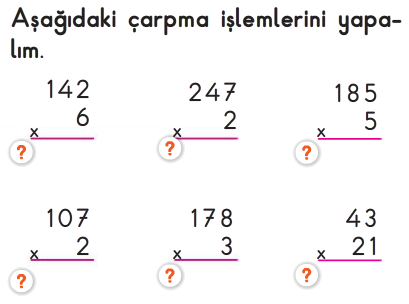 Aşağıdaki çarpma işlemlerini yapa-
lım.
142 247 185
x 6 x 2 x 5
? ? ?
107 178 43
x 2 x 3 x 21
? ? ?